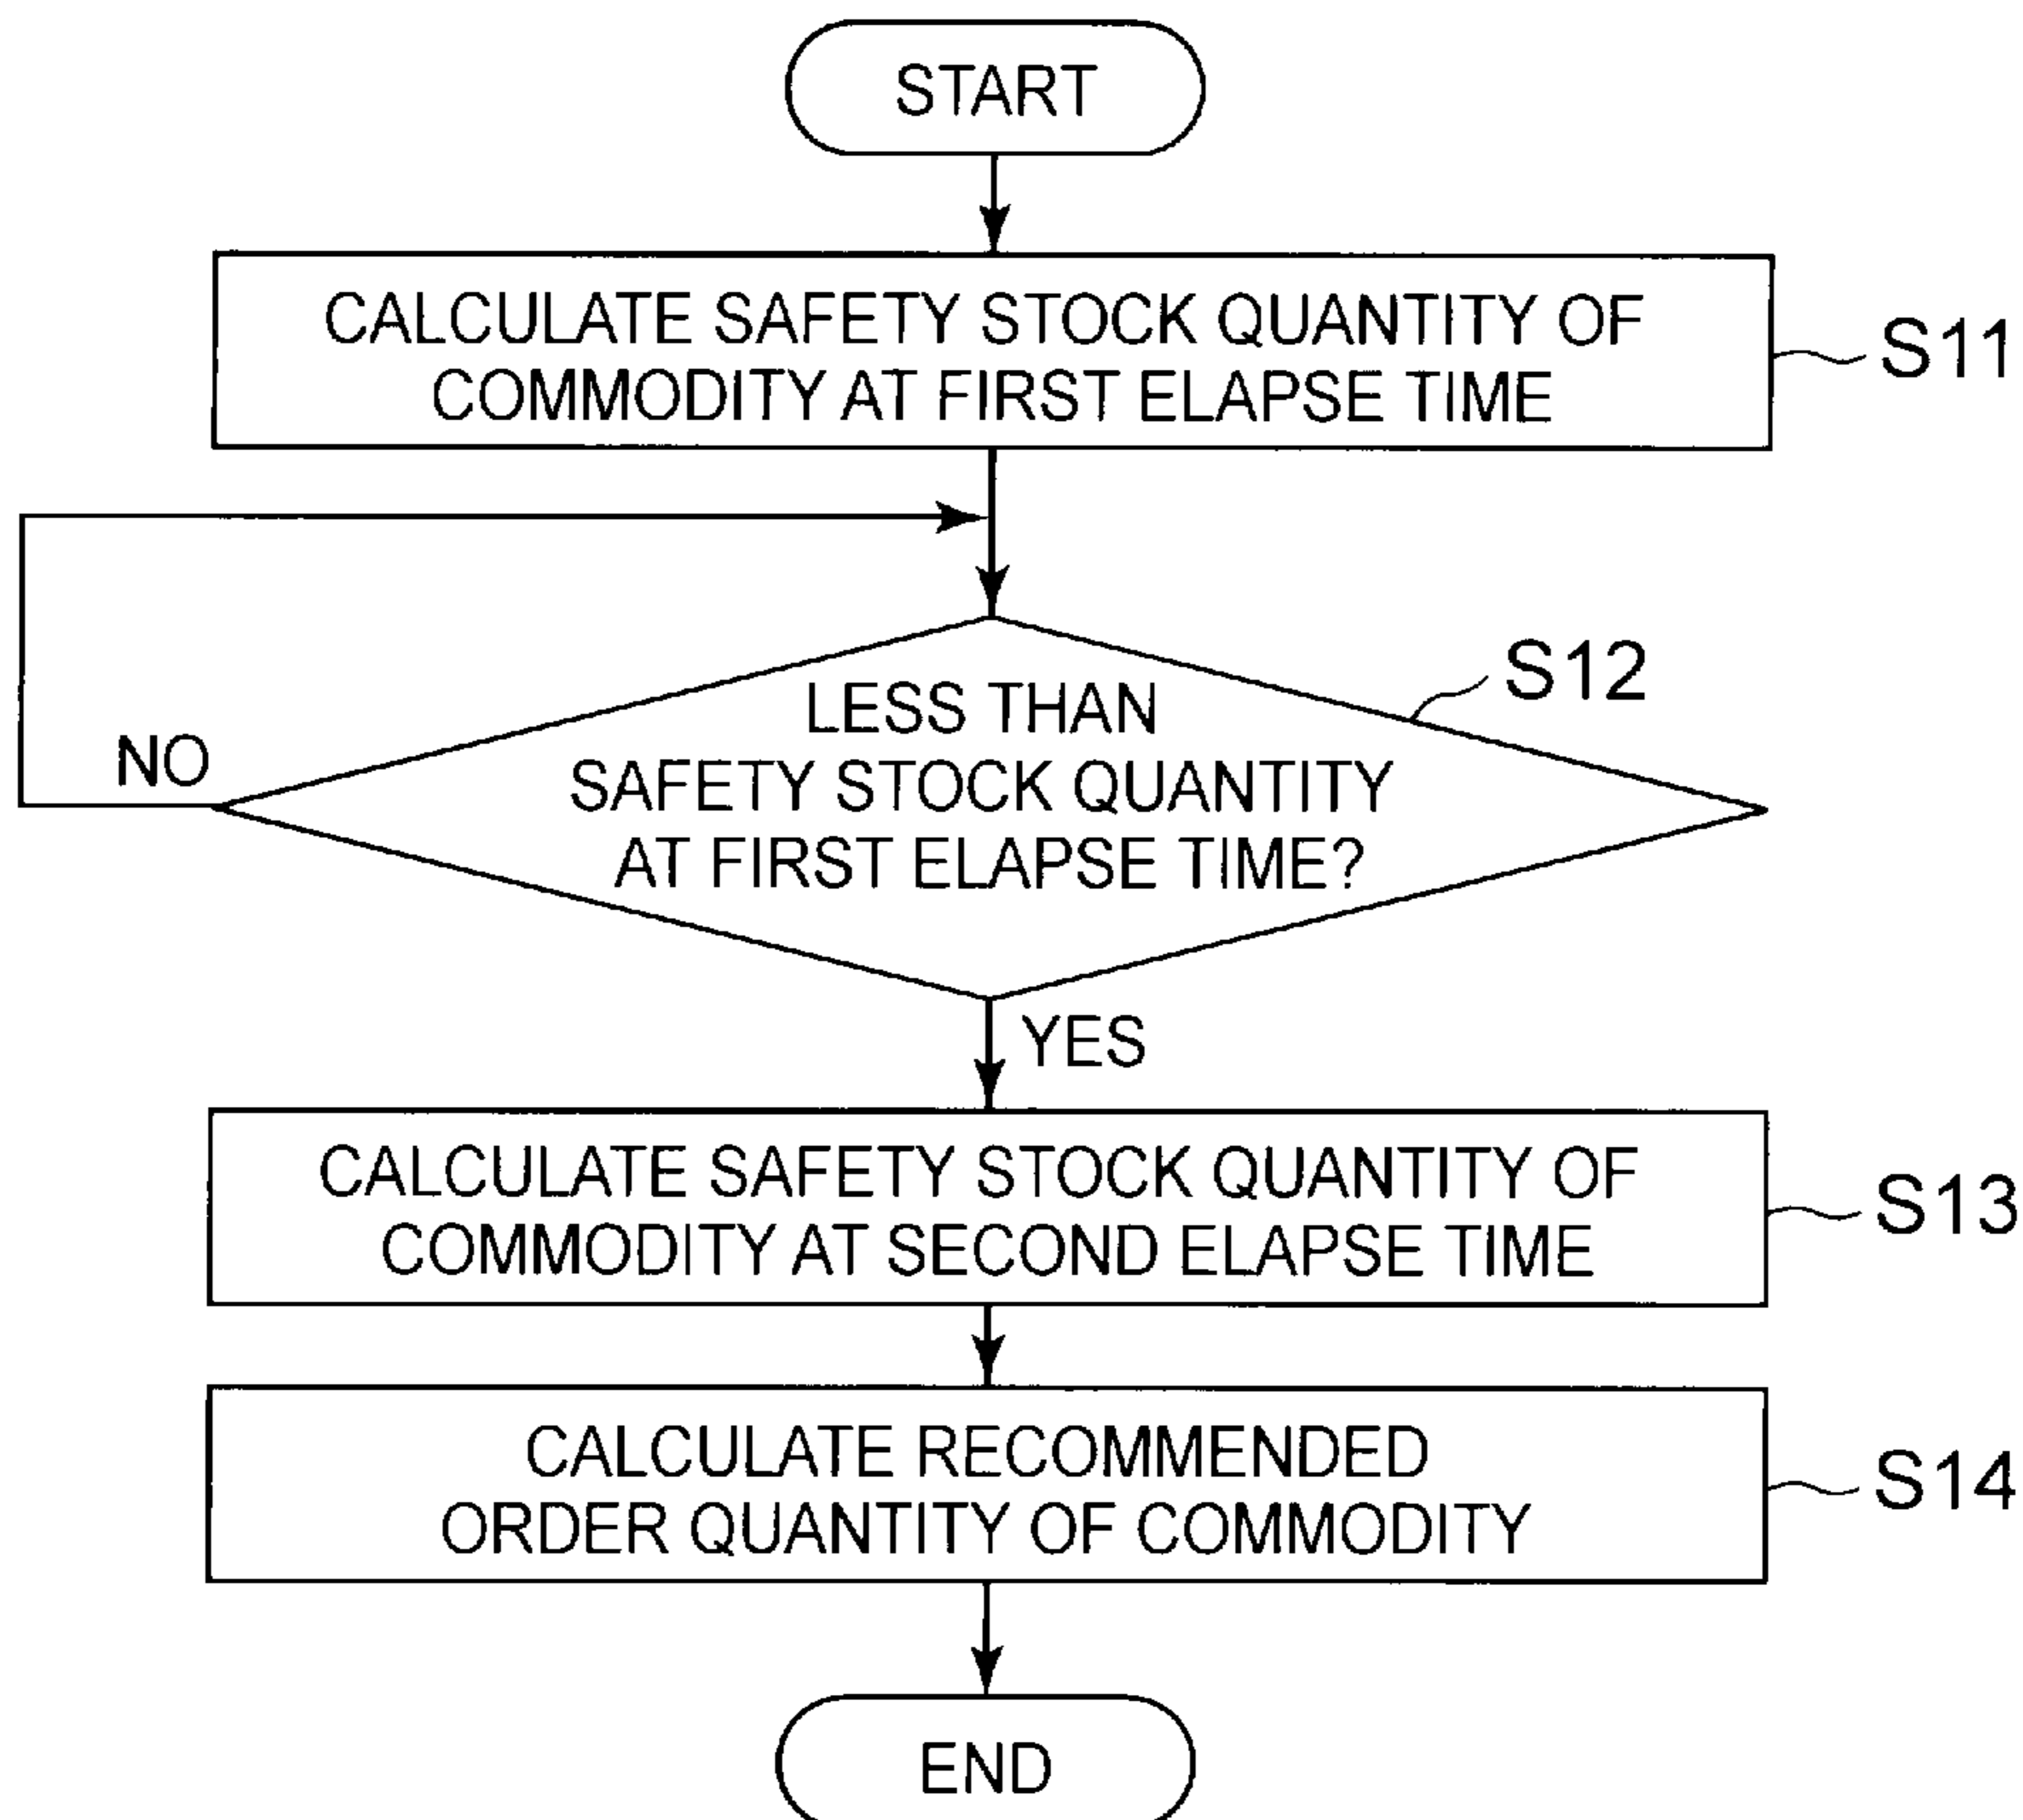 START
CALCULATE SAFETY STOCK QUANTITY OF
COMMODITY AT FIRST ELAPSE TIME
S11
S12
LESS THAN
SAFETY STOCK QUANTITY
AT FIRST ELAPSE TIME?
NO
YES
CALCULATE SAFETY STOCK QUANTITY OF
COMMODITY AT SECOND ELAPSE TIME
S13
CALCULATE RECOMMENDED
ORDER QUANTITY OF COMMODITY
S14
END